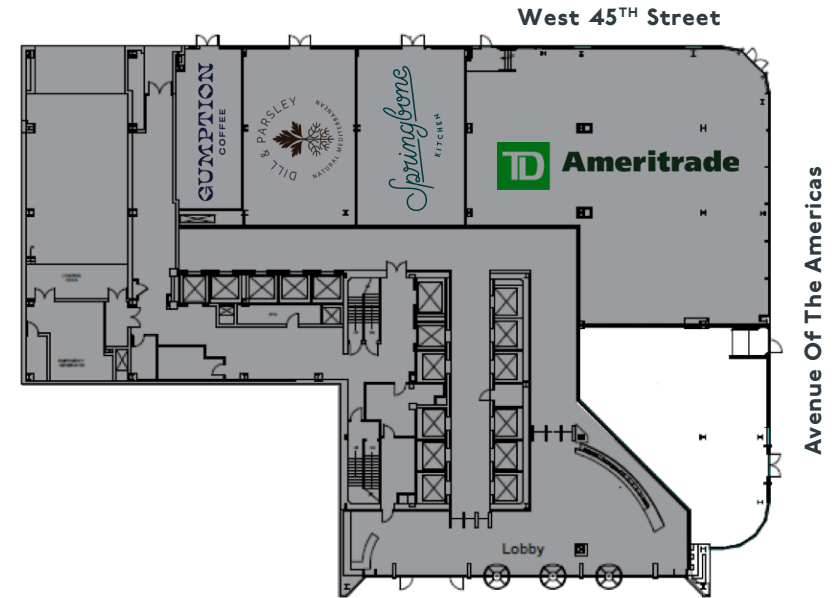 West 45TH Street
GUMPTION
COFFEE
DILL & PARSLEY
NATURAL MEDITERRANEAN
Springbone
KITCHEN
TD Ameritrade
Avenue Of The Americas
Lobby